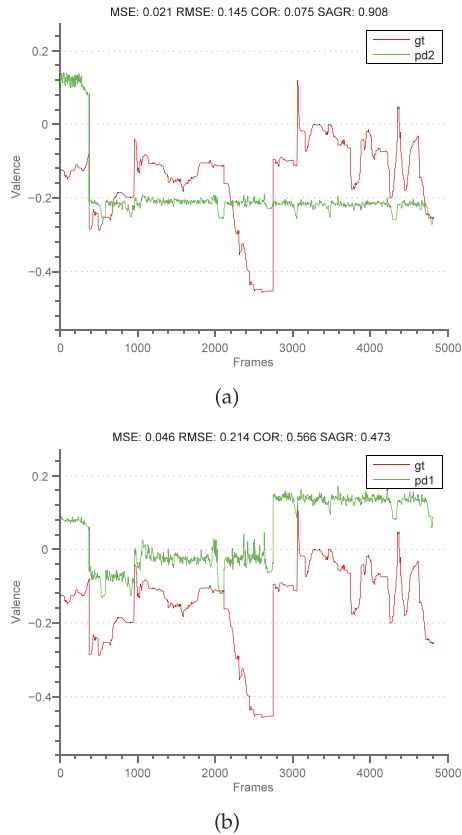 MSE: 0.021 RMSE: 0.145 COR: 0.075 SAGR: 0.908
gt
pd2
0.2
0
−0.2
−0.4
Valence
0 1000 2000 3000 4000 5000
Frames
(a)
MSE: 0.046 RMSE: 0.214 COR: 0.566 SAGR: 0.473
gt
pd1
0.2
0
−0.2
−0.4
Valence
0 1000 2000 3000 4000 5000
Frames
(b)